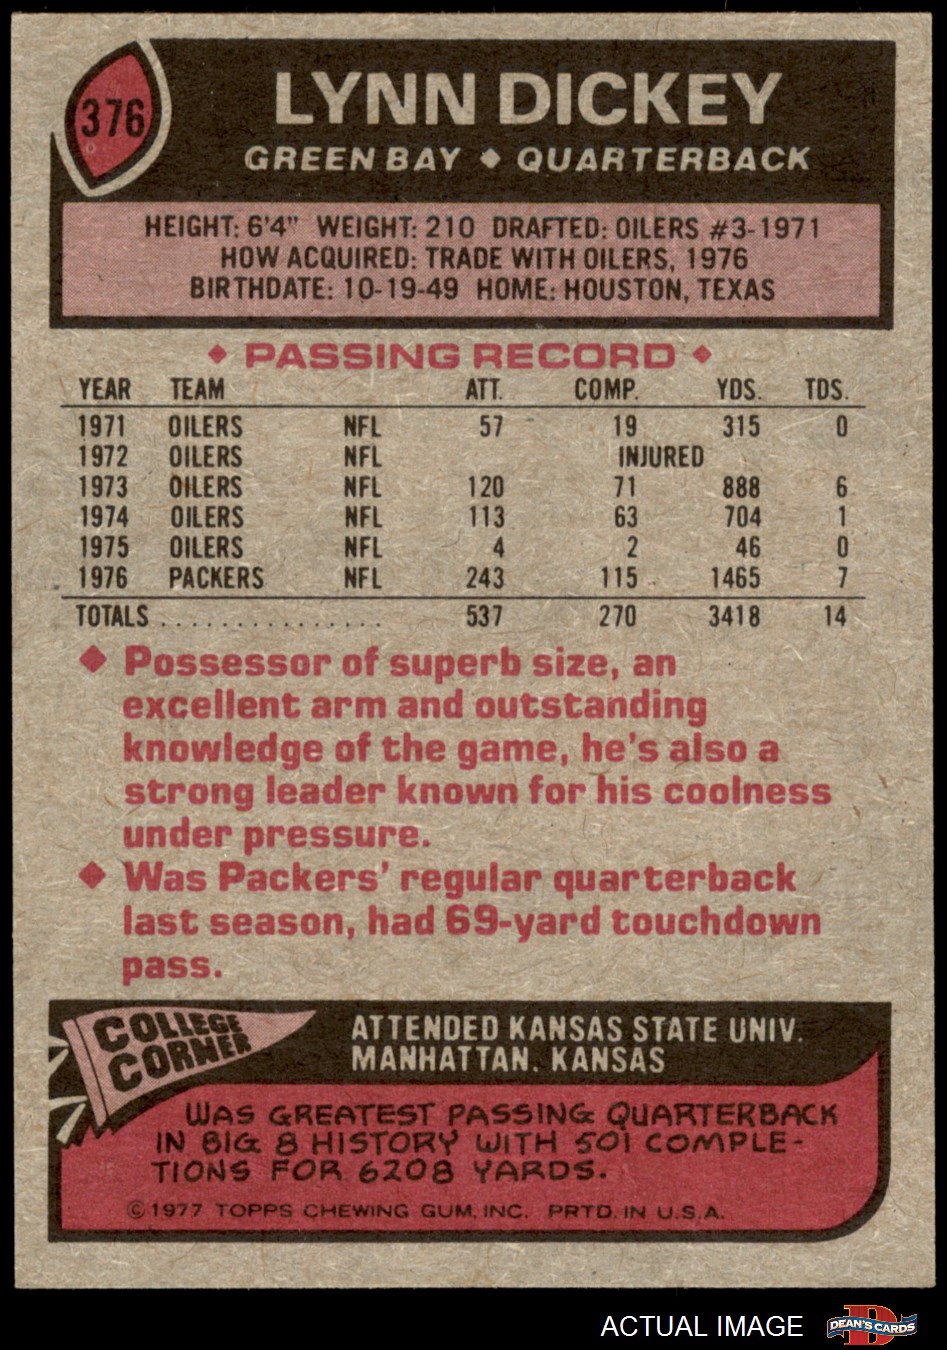 376
LYNN DICKEY
GREEN BAY ♦ QUARTERBACK
HEIGHT: 6'4" WEIGHT: 210 DRAFTED: OILERS #3-1971
HOW ACQUIRED: TRADE WITH OILERS, 1976
BIRTHDATE: 10-19-49 HOME: HOUSTON, TEXAS
♦ PASSING RECORD ♦
YEAR TEAM ATT. COMP. YDS. TDS.
1971 OILERS NFL 57 19 315 0
1972 OILERS NFL INJURED
1973 OILERS NFL 120 71 888 6
1974 OILERS NFL 113 63 704 1
1975 OILERS NFL 4 2 46 0
1976 PACKERS NFL 243 115 1465 7
TOTALS . . . . . . . . . . . . . . . 537 270 3418 14
♦ Possessor of superb size, an
excellent arm and outstanding
knowledge of the game, he's also a
strong leader known for his coolness
under pressure.
♦ Was Packers' regular quarterback
last season, had 69-yard touchdown
pass.
COLLEGE
CORNER
ATTENDED KANSAS STATE UNIV.
MANHATTAN, KANSAS
WAS GREATEST PASSING QUARTERBACK
IN BIG 8 HISTORY WITH 501 COMPLE-
TIONS FOR 6208 YARDS.
©1977 TOPPS CHEWING GUM, INC. PRTD. IN U.S.A.
ACTUAL IMAGE
D
DEAN'S CARDS